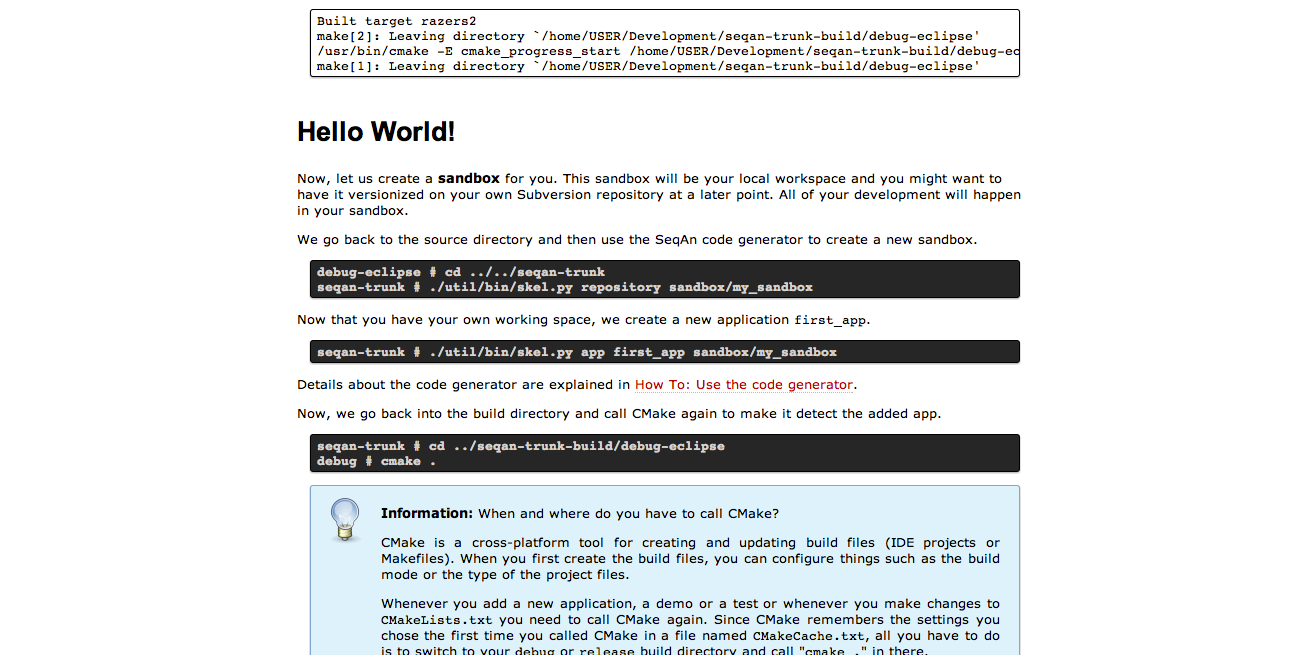 Built target razers2
make[2]: Leaving directory `/home/USER/Development/seqan-trunk-build/debug-eclipse'
/usr/bin/cmake -E cmake_progress_start /home/USER/Development/seqan-trunk-build/debug-ec
make[1]: Leaving directory `/home/USER/Development/seqan-trunk-build/debug-eclipse'
Hello World!
Now, let us create a sandbox for you. This sandbox will be your local workspace and you might want to
have it versionized on your own Subversion repository at a later point. All of your development will happen
in your sandbox.
We go back to the source directory and then use the SeqAn code generator to create a new sandbox.
debug-eclipse # cd ../../seqan-trunk
seqan-trunk # ./util/bin/skel.py repository sandbox/my_sandbox
Now that you have your own working space, we create a new application first_app.
seqan-trunk # ./util/bin/skel.py app first_app sandbox/my_sandbox
Details about the code generator are explained in How To: Use the code generator.
Now, we go back into the build directory and call CMake again to make it detect the added app.
seqan-trunk # cd ../seqan-trunk-build/debug-eclipse
debug # cmake .
Information: When and where do you have to call CMake?
CMake is a cross-platform tool for creating and updating build files (IDE projects or
Makefiles). When you first create the build files, you can configure things such as the build
mode or the type of the project files.
Whenever you add a new application, a demo or a test or whenever you make changes to
CMakeLists.txt you need to call CMake again. Since CMake remembers the settings you
chose the first time you called CMake in a file named CMakeCache.txt, all you have to do
is to switch to your debug or release build directory and call "cmake ." in there.